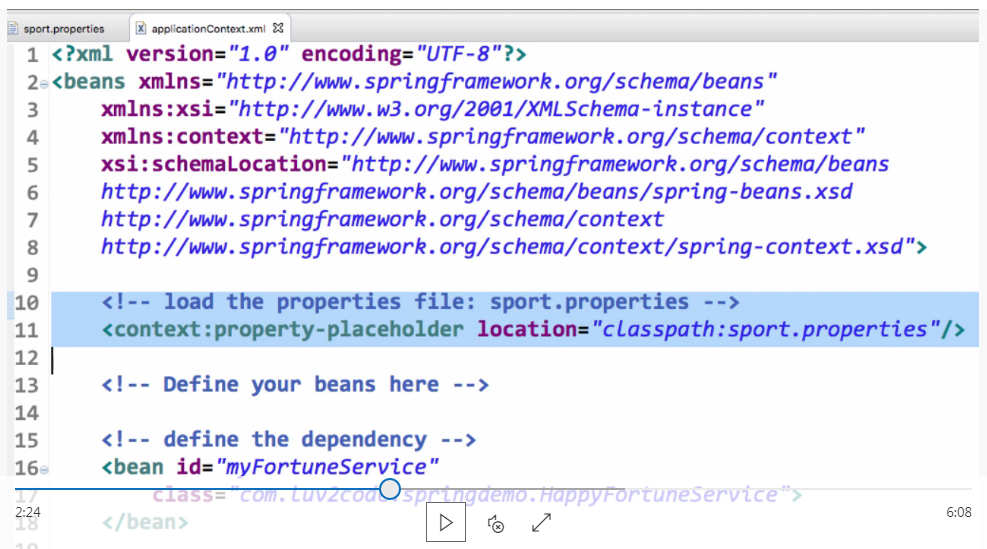 sport.properties
applicationContext.xml
1 <?xml version="1.0" encoding="UTF-8"?>
2 <beans xmlns="http://www.springframework.org/schema/beans"
3 xmlns:xsi="http://www.w3.org/2001/XMLSchema-instance"
4 xmlns:context="http://www.springframework.org/schema/context"
5 xsi:schemaLocation="http://www.springframework.org/schema/beans
6 http://www.springframework.org/schema/beans/spring-beans.xsd
7 http://www.springframework.org/schema/context
8 http://www.springframework.org/schema/context/spring-context.xsd">
9
10 <!-- load the properties file: sport.properties -->
11 <context:property-placeholder location="classpath:sport.properties"/>
12
13 <!-- Define your beans here -->
14
15 <!-- define the dependency -->
16 <bean id="myFortuneService"
17 class="com.luv2code.springdemo.HappyFortuneService">
2:24
6:08
18 </bean>